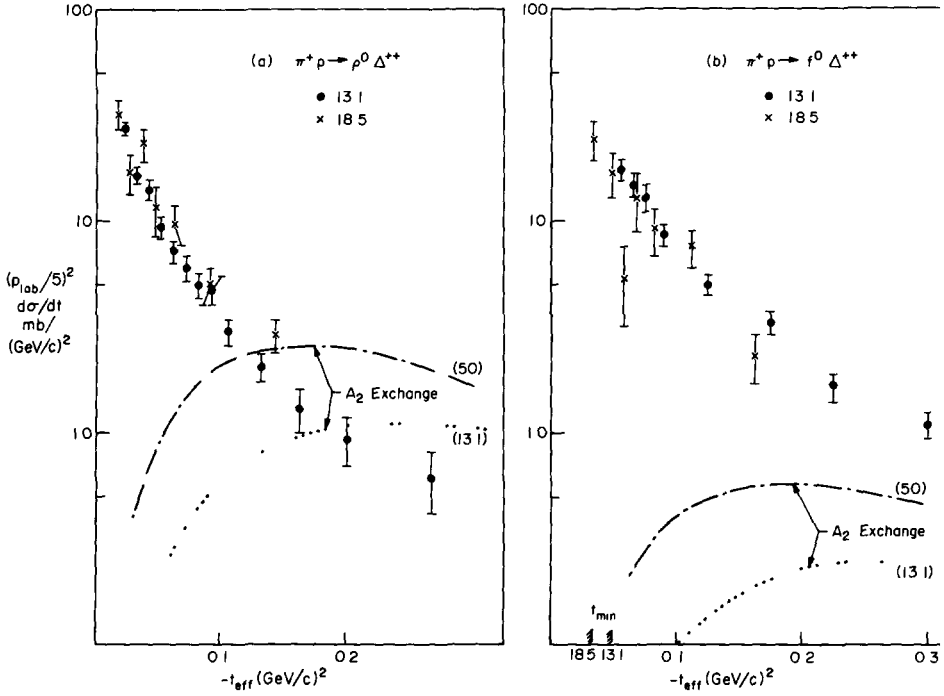 100
(a) π⁺ p → ρ⁰ Δ⁺⁺
● 13 1
× 18 5
10
(p_lab/5)²
dσ/dt
mb/
(GeV/c)²
1 0
(50)
A₂ Exchange
(13 1)
0 1
0 2
-t_eff (GeV/c)²
100
(b) π⁺ p → f⁰ Δ⁺⁺
● 13 1
× 18 5
10
1 0
(50)
A₂ Exchange
(13 1)
t_min
18 5 13 1
0 1
0 2
0 3
-t_eff (GeV/c)²